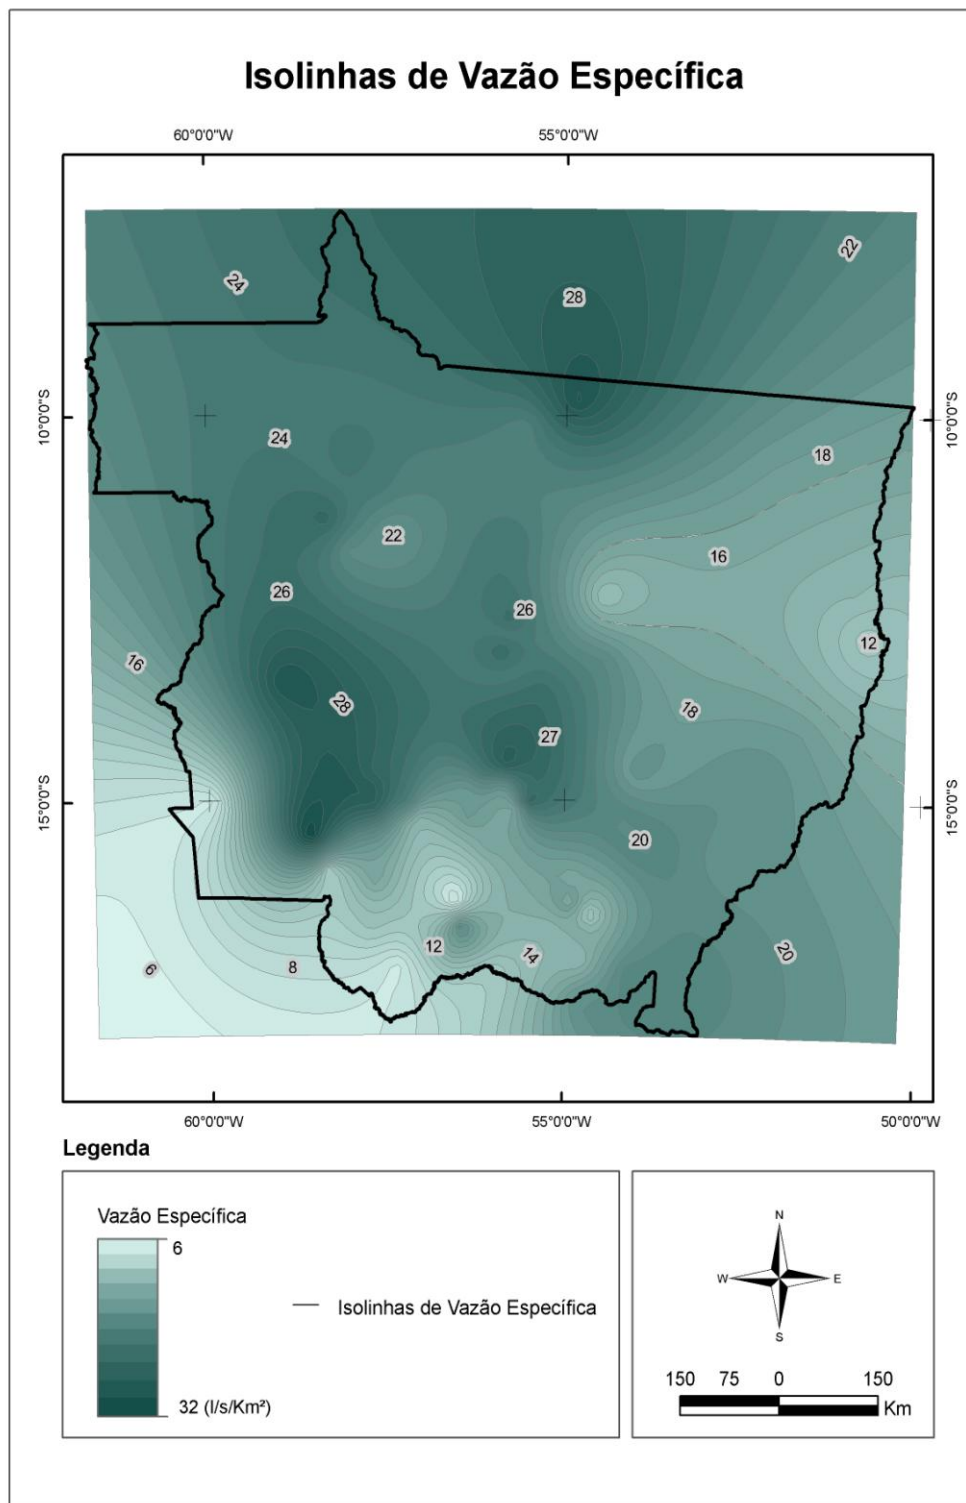 Isolinhas de Vazão Específica
60°0'0"W 55°0'0"W
22
24
28
10°0'0"S 10°0'0"S
24 18
22
16
26
26
12
16
28 18
27
15°0'0"S 15°0'0"S
20
12 14 20
6 8
60°0'0"W 55°0'0"W 50°0'0"W
Legenda
Vazão Específica
6
Isolinhas de Vazão Específica
32 (l/s/Km²)
N
W E
S
150 75 0 150
Km